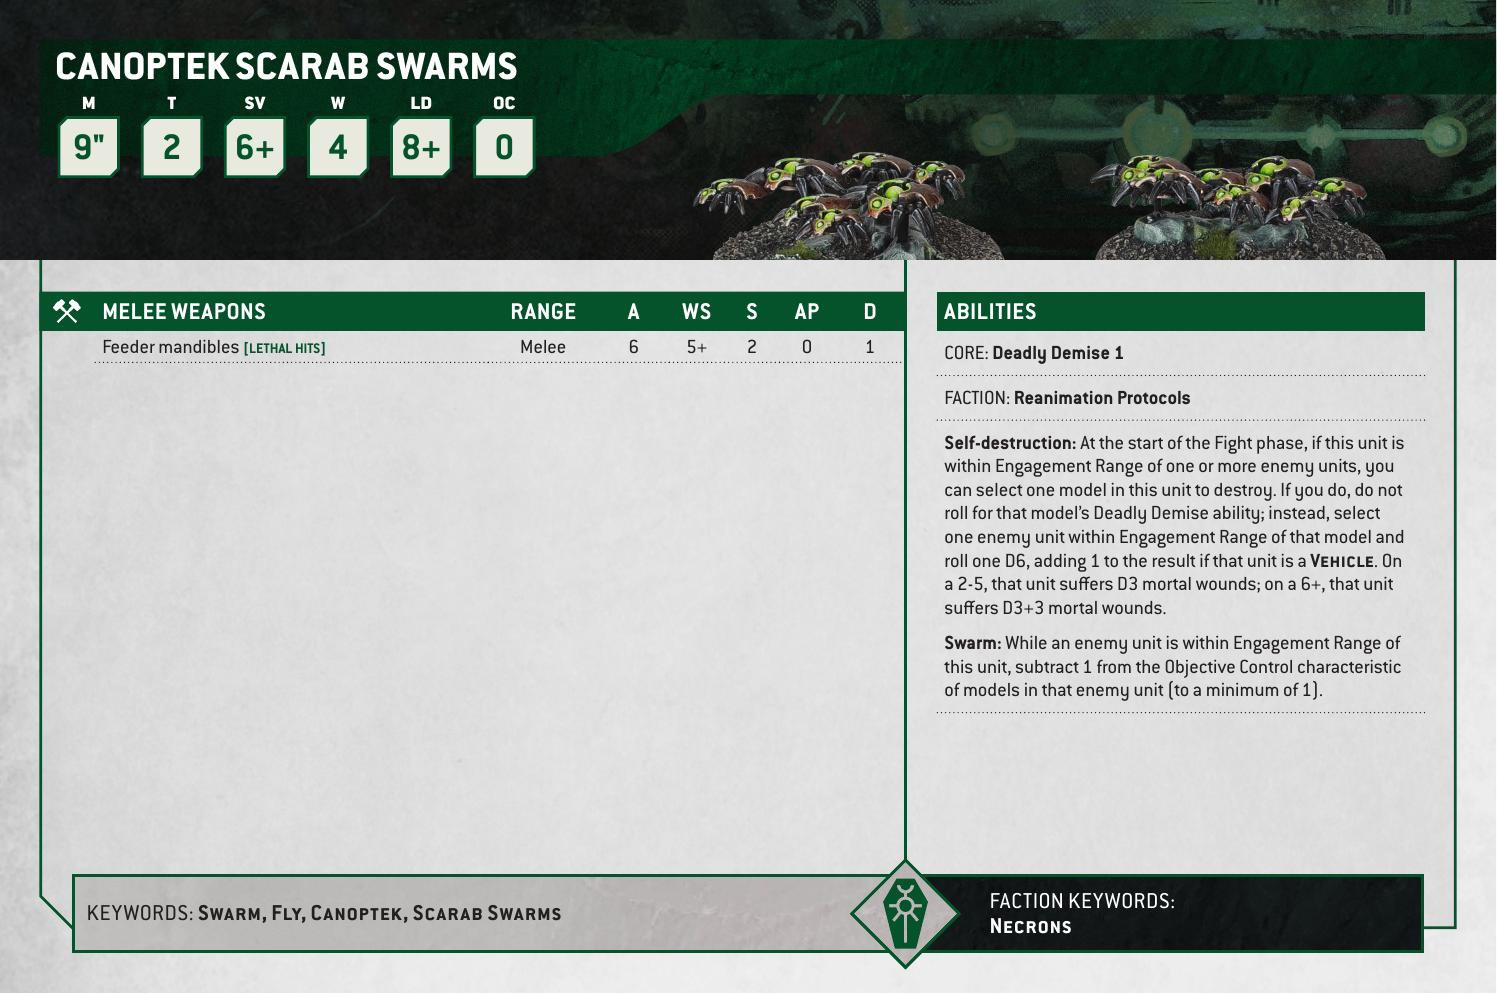 CANOPTEK SCARAB SWARMS
M T SV W LD OC
9" 2 6+ 4 8+ 0
MELEE WEAPONS RANGE A WS S AP D
Feeder mandibles [LETHAL HITS] Melee 6 5+ 2 0 1
ABILITIES
CORE: Deadly Demise 1
FACTION: Reanimation Protocols
Self-destruction: At the start of the Fight phase, if this unit is
within Engagement Range of one or more enemy units, you
can select one model in this unit to destroy. If you do, do not
roll for that model's Deadly Demise ability; instead, select
one enemy unit within Engagement Range of that model and
roll one D6, adding 1 to the result if that unit is a VEHICLE. On
a 2-5, that unit suffers D3 mortal wounds; on a 6+, that unit
suffers D3+3 mortal wounds.
Swarm: While an enemy unit is within Engagement Range of
this unit, subtract 1 from the Objective Control characteristic
of models in that enemy unit (to a minimum of 1).
KEYWORDS: SWARM, FLY, CANOPTEK, SCARAB SWARMS
FACTION KEYWORDS:
NECRONS